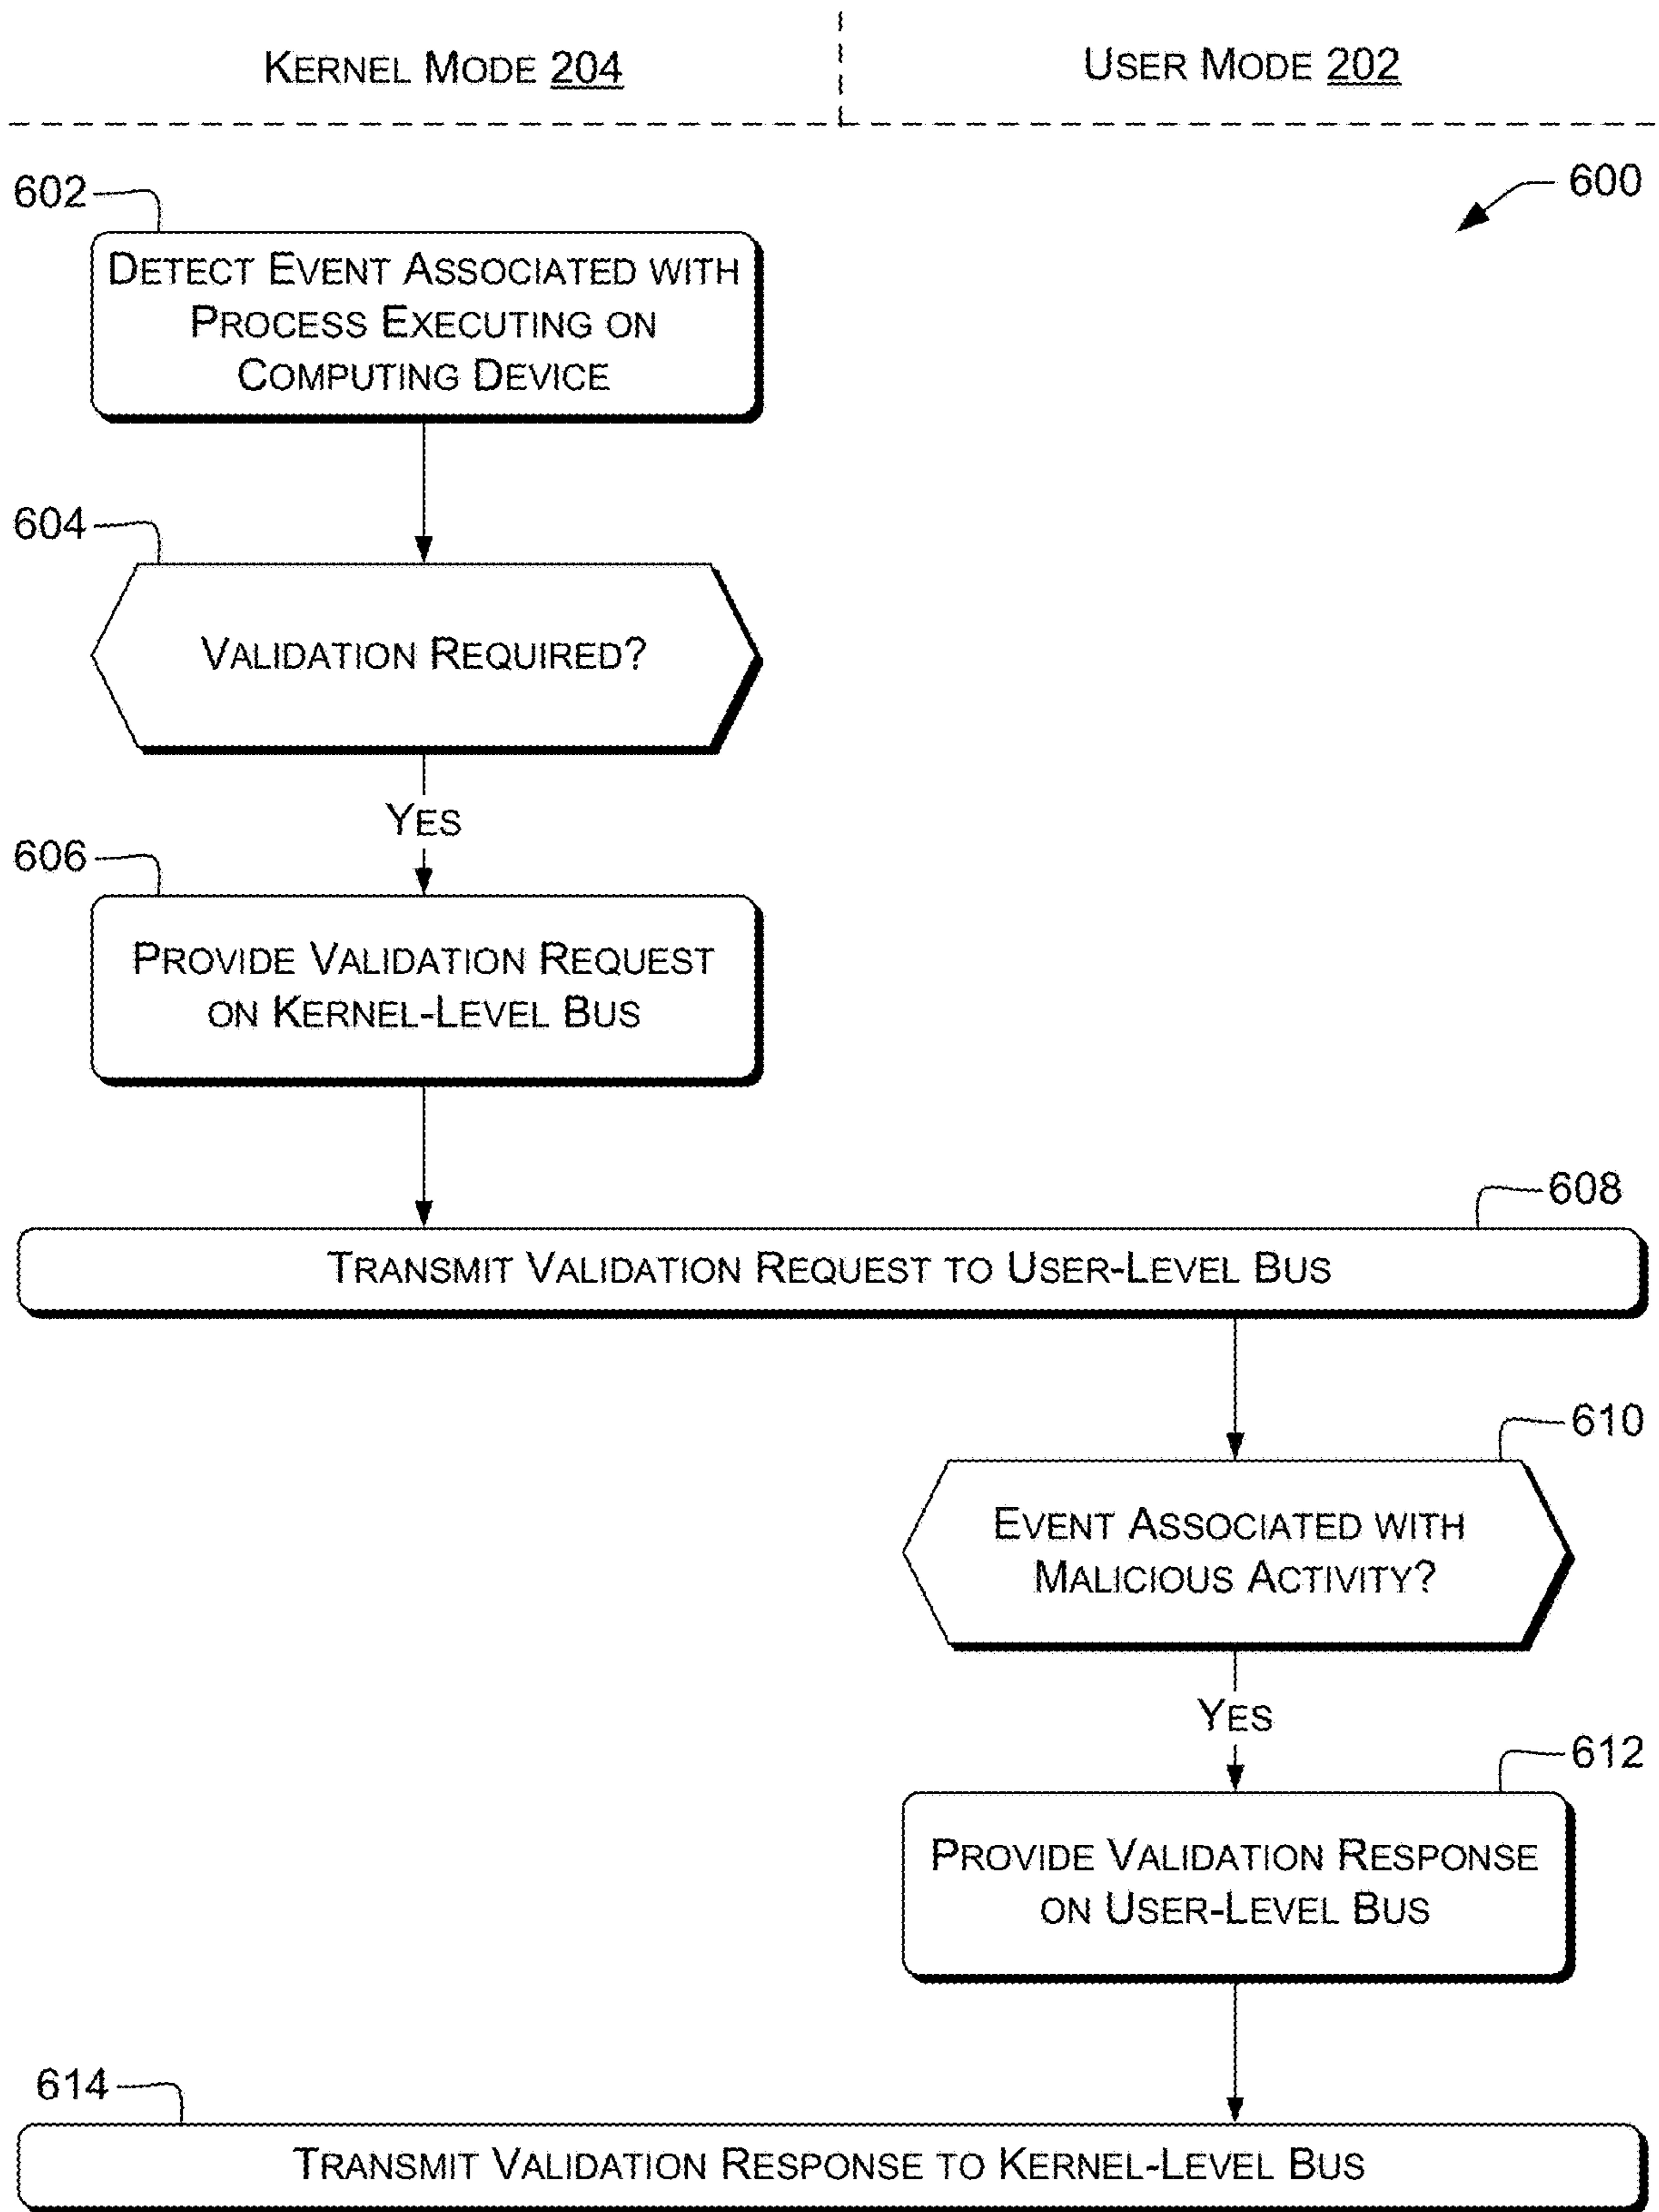 KERNEL MODE 204
USER MODE 202
600
602
DETECT EVENT ASSOCIATED WITH
PROCESS EXECUTING ON
COMPUTING DEVICE
604
VALIDATION REQUIRED?
YES
606
PROVIDE VALIDATION REQUEST
ON KERNEL-LEVEL BUS
608
TRANSMIT VALIDATION REQUEST TO USER-LEVEL BUS
610
EVENT ASSOCIATED WITH
MALICIOUS ACTIVITY?
YES
612
PROVIDE VALIDATION RESPONSE
ON USER-LEVEL BUS
614
TRANSMIT VALIDATION RESPONSE TO KERNEL-LEVEL BUS